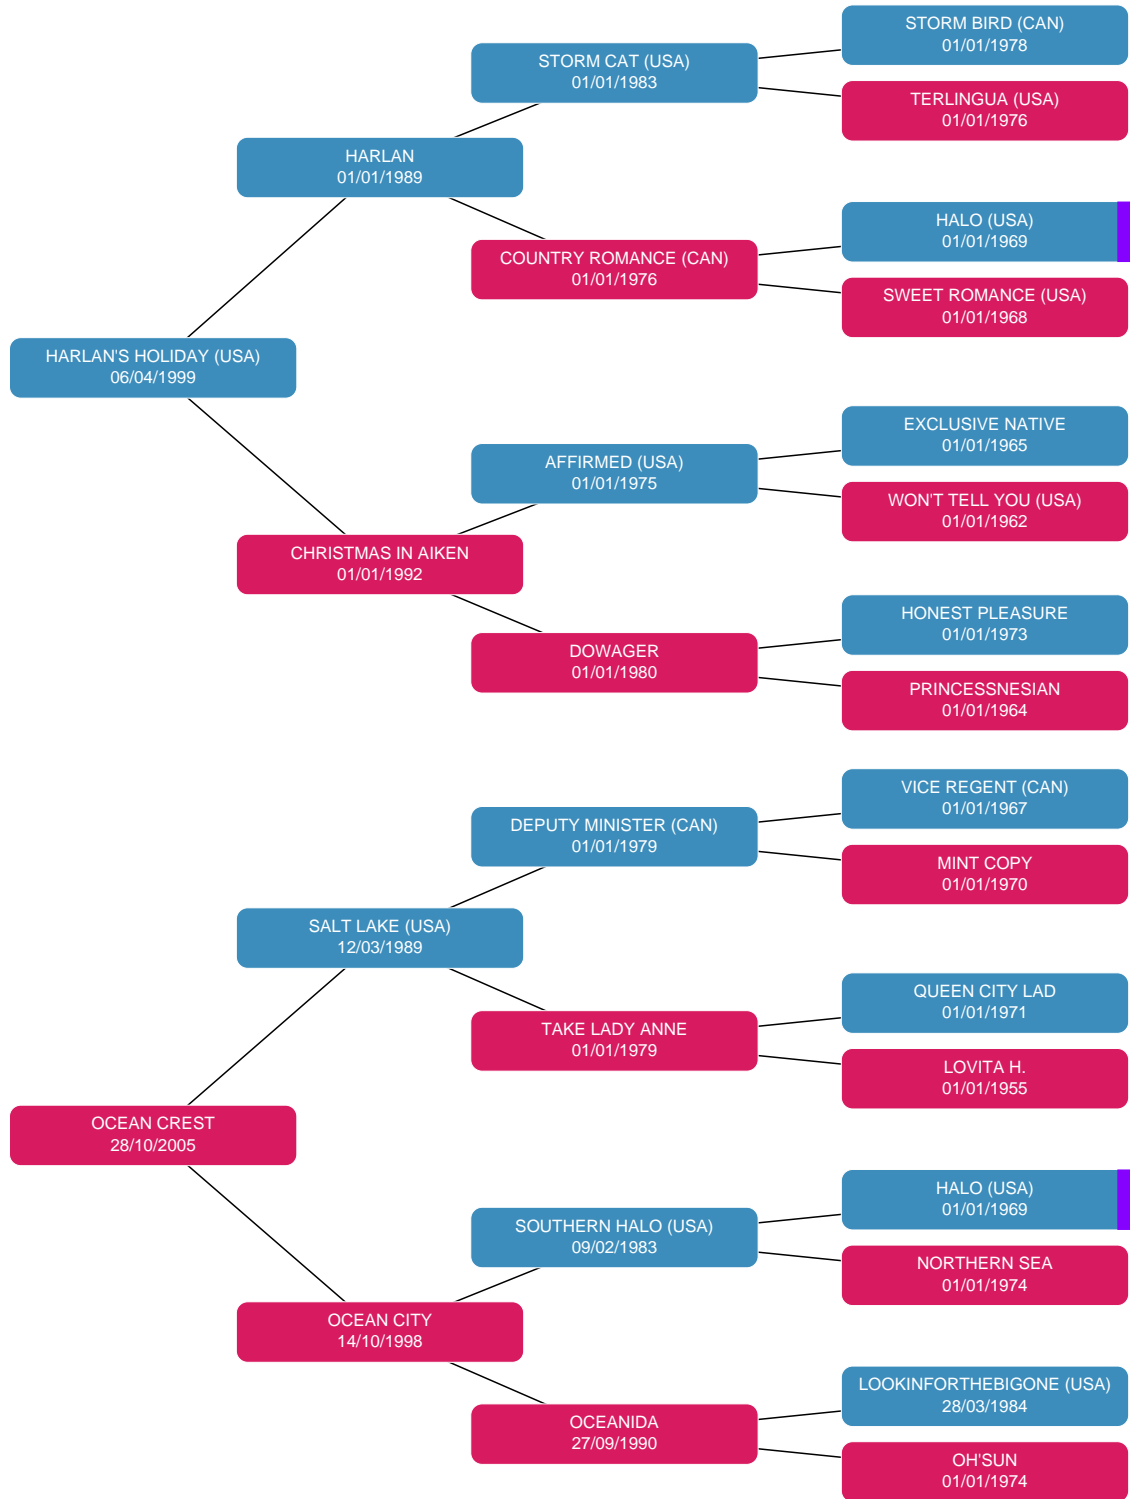 STORM BIRD (CAN)
01/01/1978
STORM CAT (USA)
01/01/1983
TERLINGUA (USA)
01/01/1976
HARLAN
01/01/1989
HALO (USA)
01/01/1969
COUNTRY ROMANCE (CAN)
01/01/1976
SWEET ROMANCE (USA)
01/01/1968
HARLAN'S HOLIDAY (USA)
06/04/1999
EXCLUSIVE NATIVE
01/01/1965
AFFIRMED (USA)
01/01/1975
WON'T TELL YOU (USA)
01/01/1962
CHRISTMAS IN AIKEN
01/01/1992
HONEST PLEASURE
01/01/1973
DOWAGER
01/01/1980
PRINCESSNESIAN
01/01/1964
VICE REGENT (CAN)
01/01/1967
DEPUTY MINISTER (CAN)
01/01/1979
MINT COPY
01/01/1970
SALT LAKE (USA)
12/03/1989
QUEEN CITY LAD
01/01/1971
TAKE LADY ANNE
01/01/1979
LOVITA H.
01/01/1955
OCEAN CREST
28/10/2005
HALO (USA)
01/01/1969
SOUTHERN HALO (USA)
09/02/1983
NORTHERN SEA
01/01/1974
OCEAN CITY
14/10/1998
LOOKINFORTHEBIGONE (USA)
28/03/1984
OCEANIDA
27/09/1990
OH'SUN
01/01/1974